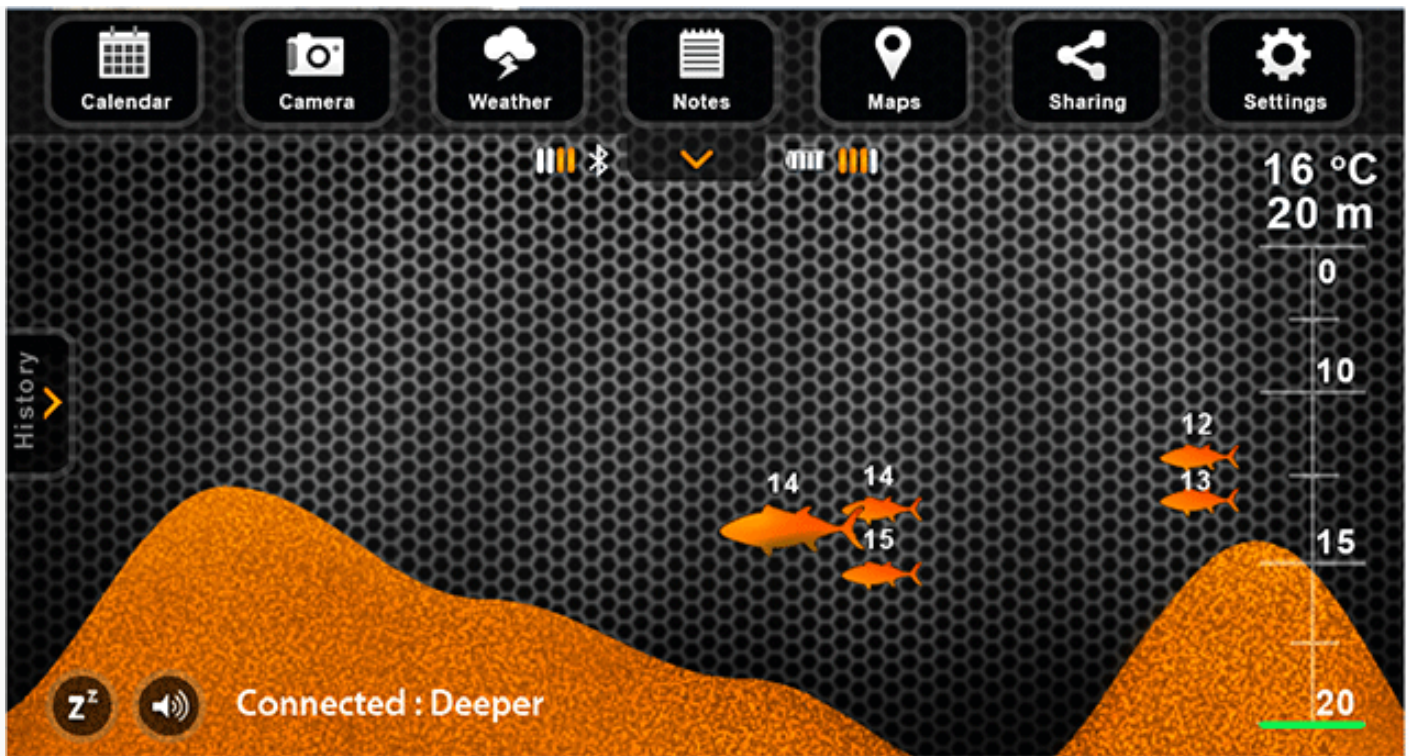 Calendar
Camera
Weather
Notes
Maps
Sharing
Settings
16 °C
20 m
0
History
10
12
13
14
14
15
15
Zz
Connected : Deeper
20